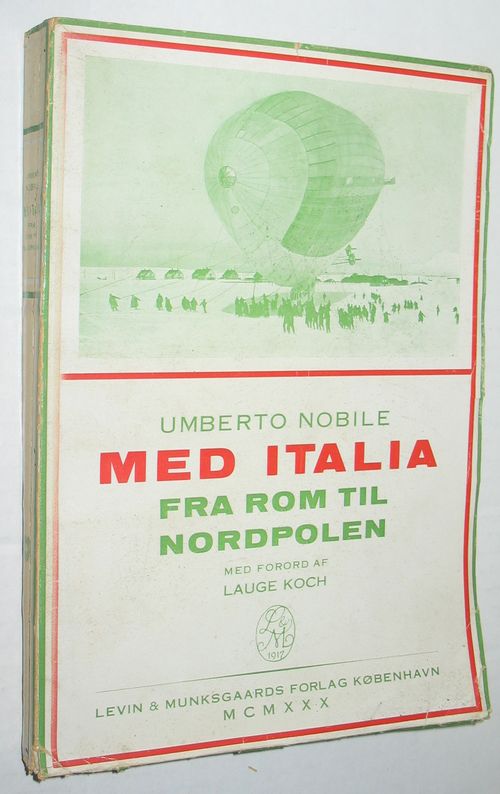 UMBERTO NOBILE
MED ITALIA
FRA ROM TIL
NORDPOLEN
MED FORORD AF
LAUGE KOCH
L & M
1917
LEVIN & MUNKSGAARDS FORLAG KØBENHAVN
MCMXXX